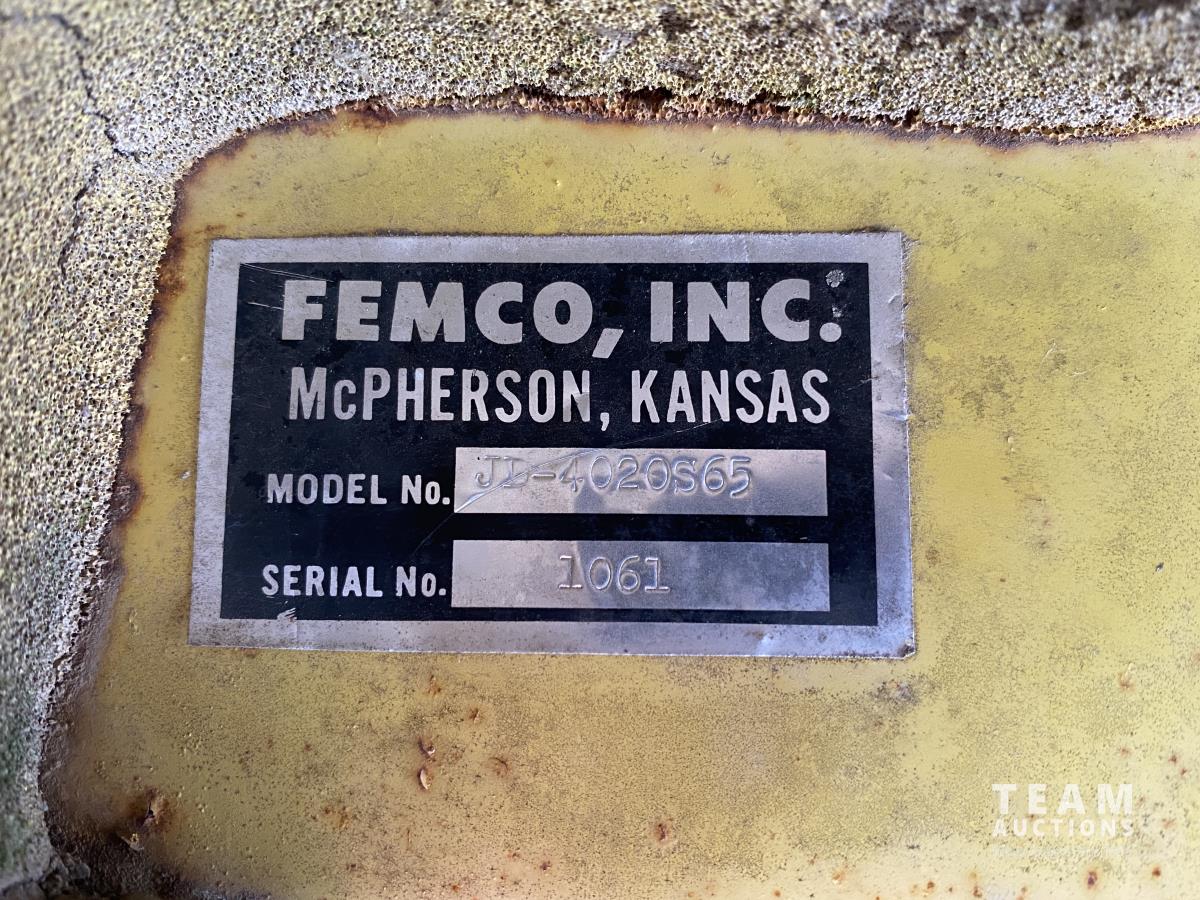 FEMCO, INC.
McPHERSON, KANSAS
MODEL No. JD-4020S65
SERIAL No. 1061
TEAM
AUCTIONS